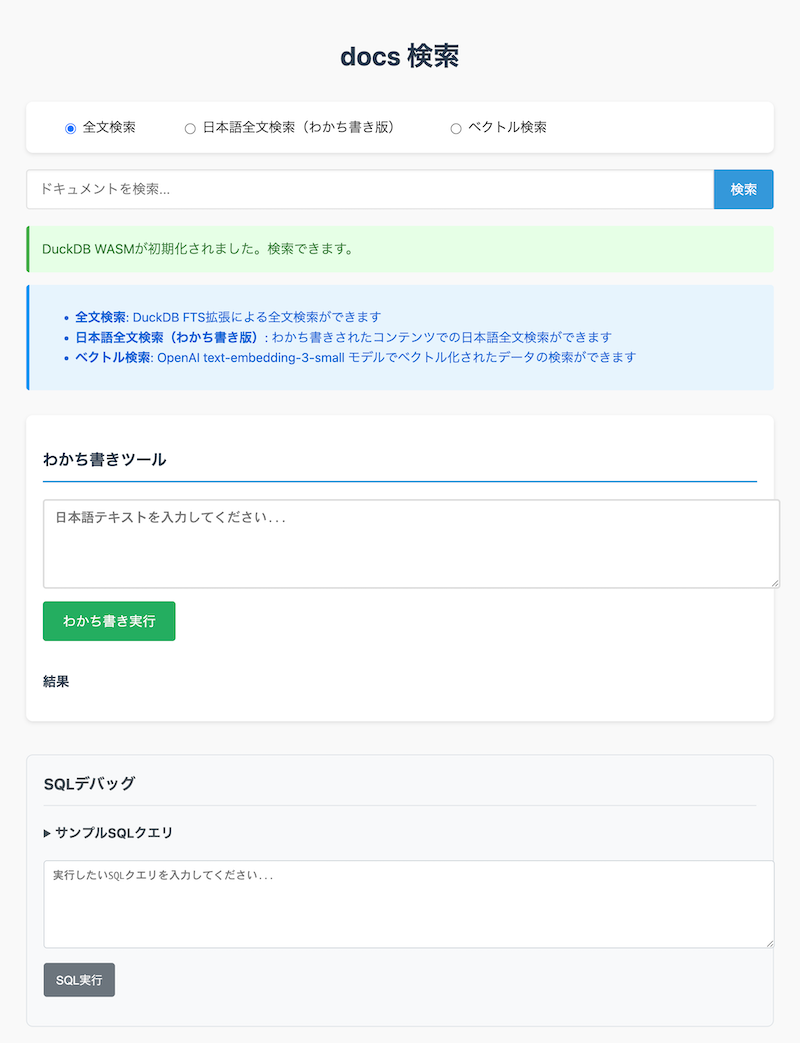 docs 検索
全文検索 日本語全文検索（わかち書き版） ベクトル検索
ドキュメントを検索... 検索
DuckDB WASMが初期化されました。検索できます。
• 全文検索: DuckDB FTS拡張による全文検索ができます
• 日本語全文検索（わかち書き版）: わかち書きされたコンテンツでの日本語全文検索ができます
• ベクトル検索: OpenAI text-embedding-3-small モデルでベクトル化されたデータの検索ができます
わかち書きツール
日本語テキストを入力してください...
わかち書き実行
結果
SQLデバッグ
▶ サンプルSQLクエリ
実行したいSQLクエリを入力してください...
SQL実行